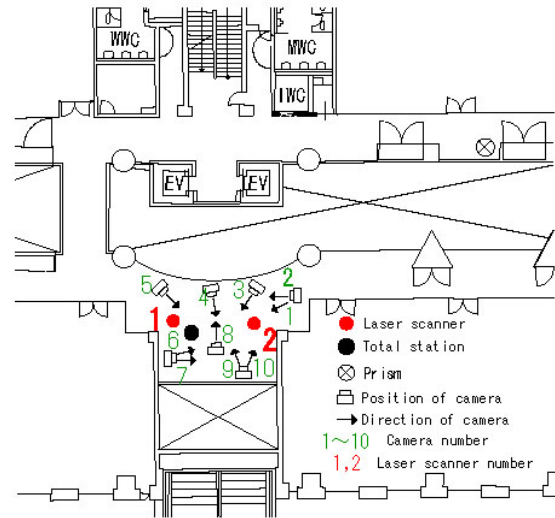 WWC
MWC
IWC
EV
EV
5
4
3
2
1
1
6
8
2
7
9
10
Laser scanner
Total station
Prism
Position of camera
Direction of camera
1~10 Camera number
1,2 Laser scanner number